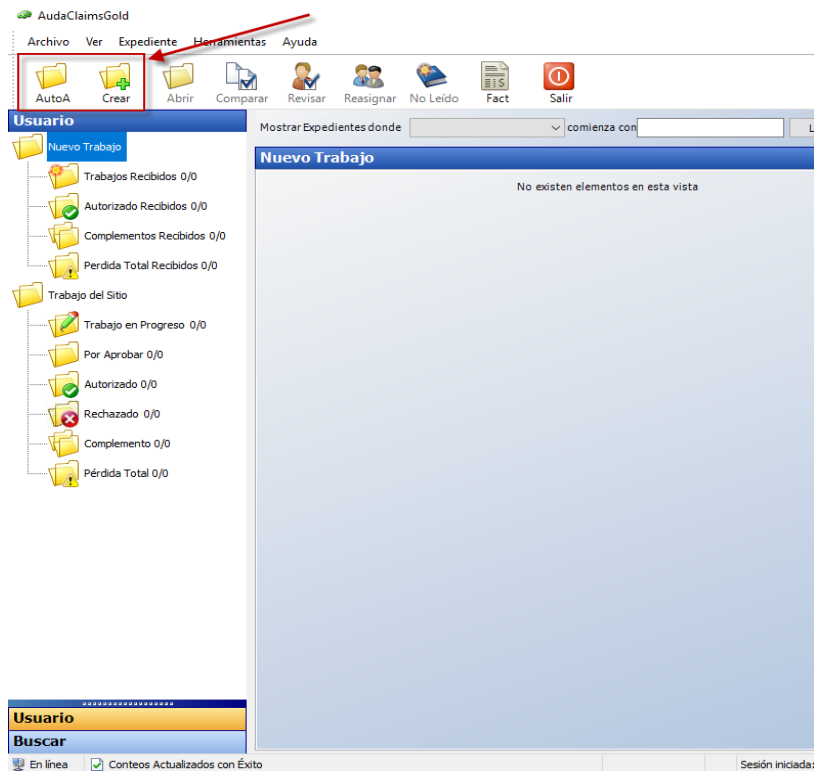 AudaClaimsGold
Archivo Ver Expediente Herramientas Ayuda
AutoA Crear Abrir Comparar Revisar Reasignar No Leído Fact Salir
Usuario
Mostrar Expedientes donde comienza con L
Nuevo Trabajo
Nuevo Trabajo
No existen elementos en esta vista
Trabajos Recibidos 0/0
Autorizado Recibidos 0/0
Complementos Recibidos 0/0
Perdida Total Recibidos 0/0
Trabajo del Sitio
Trabajo en Progreso 0/0
Por Aprobar 0/0
Autorizado 0/0
Rechazado 0/0
Complemento 0/0
Pérdida Total 0/0
Usuario
Buscar
En línea Conteos Actualizados con Éxito Sesión iniciada: